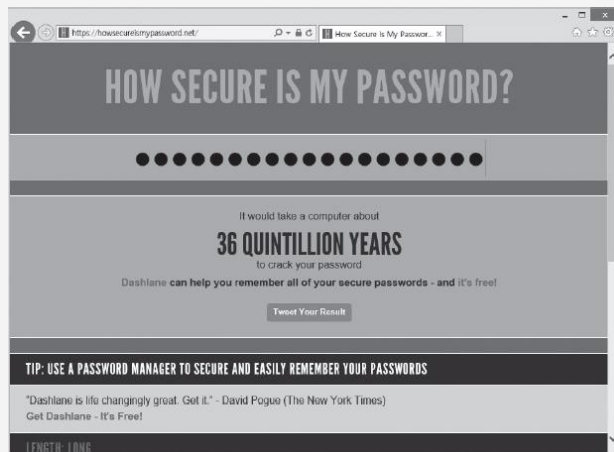 https://howsecureismypassword.net/
How Secure Is My Passwor...
HOW SECURE IS MY PASSWORD?
It would take a computer about
36 QUINTILLION YEARS
to crack your password
Dashlane can help you remember all of your secure passwords - and it's free!
Tweet Your Result
TIP: USE A PASSWORD MANAGER TO SECURE AND EASILY REMEMBER YOUR PASSWORDS
"Dashlane is life changingly great. Get it." - David Pogue (The New York Times)
Get Dashlane - It's Free!
LENGTH: LONG